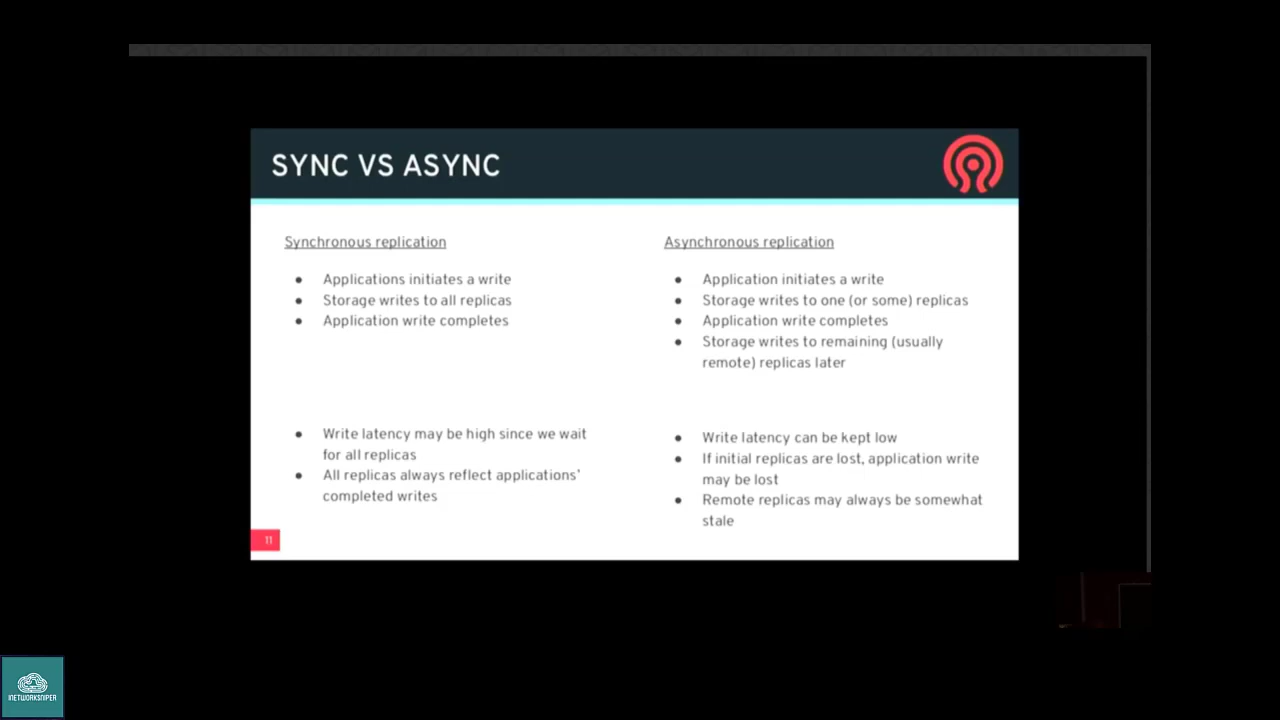 SYNC VS ASYNC
Synchronous replication
● Applications initiates a write
● Storage writes to all replicas
● Application write completes
● Write latency may be high since we wait
for all replicas
● All replicas always reflect applications'
completed writes
Asynchronous replication
● Application initiates a write
● Storage writes to one (or some) replicas
● Application write completes
● Storage writes to remaining (usually
remote) replicas later
● Write latency can be kept low
● If initial replicas are lost, application write
may be lost
● Remote replicas may always be somewhat
stale
11
INETWORKSNIPER